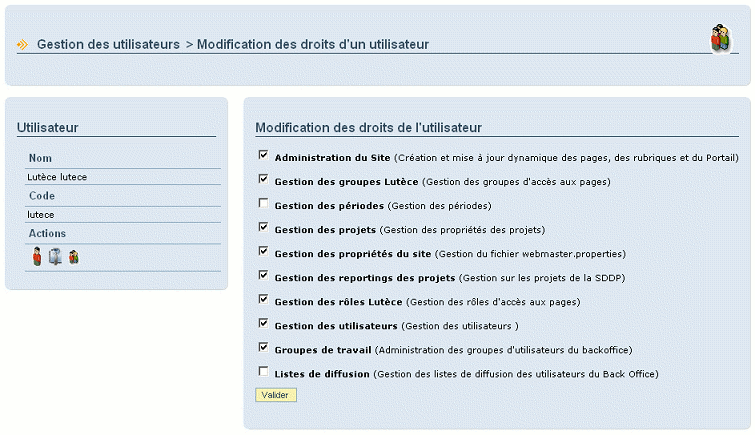 Gestion des utilisateurs > Modification des droits d'un utilisateur
Utilisateur
Nom
Lutèce lutece
Code
lutece
Actions
Modification des droits de l'utilisateur
Administration du Site (Création et mise à jour dynamique des pages, des rubriques et du Portail)
Gestion des groupes Lutèce (Gestion des groupes d'accès aux pages)
Gestion des périodes (Gestion des périodes)
Gestion des projets (Gestion des propriétés des projets)
Gestion des propriétés du site (Gestion du fichier webmaster.properties)
Gestion des reportings des projets (Gestion sur les projets de la SDDP)
Gestion des rôles Lutèce (Gestion des rôles d'accès aux pages)
Gestion des utilisateurs (Gestion des utilisateurs )
Groupes de travail (Administration des groupes d'utilisateurs du backoffice)
Listes de diffusion (Gestion des listes de diffusion des utilisateurs du Back Office)
Valider